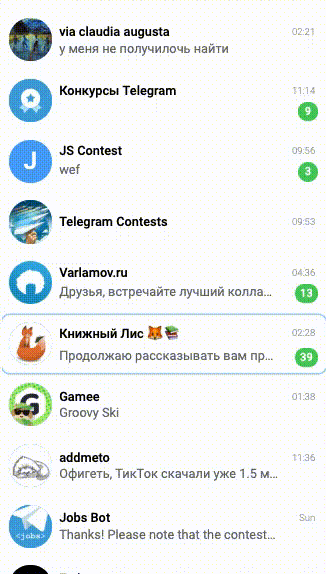 via claudia augusta 02:21
у меня не получилочь найти
Конкурсы Telegram 11:14
9
JS Contest 09:56
J
wef 3
Telegram Contests 09:53
Varlamov.ru 04:36
Друзья, встречайте лучший колла... 13
Книжный Лис 🦊📚 02:28
Продолжаю рассказывать вам пр... 39
Gamee 01:38
G
Groovy Ski
addmeto 11:36
Офигеть, ТикТок скачали уже 1.5 м...
Jobs Bot Sun
Thanks! Please note that the contest...
<jobs>